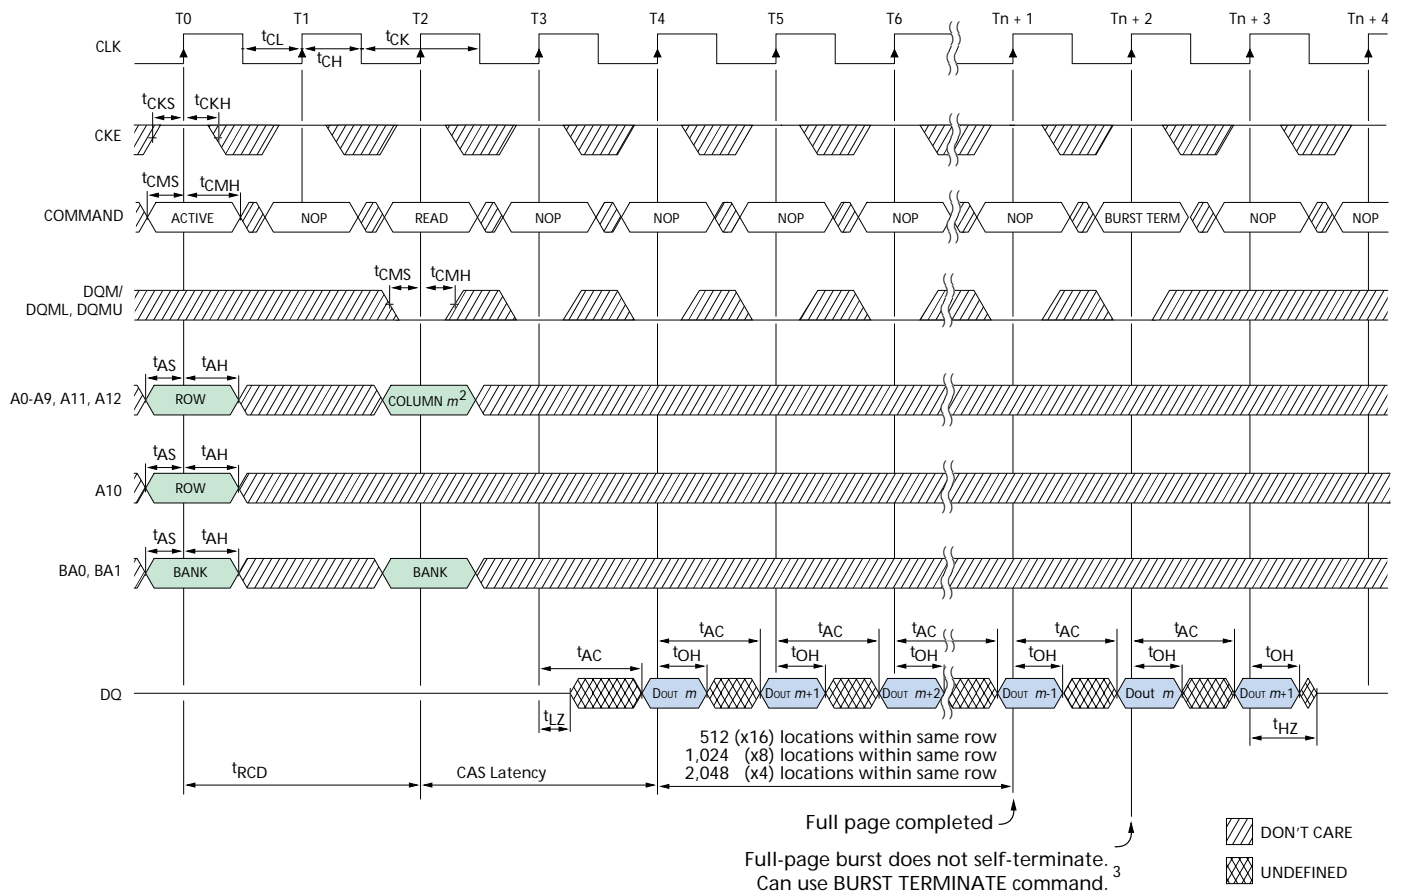 T0 T1 T2 T3 T4 T5 T6 Tn + 1 Tn + 2 Tn + 3 Tn + 4
CLK
tCL
tCK
tCH
tCKS tCKH
CKE
tCMS tCMH
COMMAND ACTIVE NOP READ NOP NOP NOP NOP NOP BURST TERM NOP NOP
tCMS tCMH
DQM/
DQML, DQMU
tAS tAH
A0-A9, A11, A12 ROW COLUMN m2
tAS tAH
A10 ROW
tAS tAH
BA0, BA1 BANK BANK
tAC tAC tAC tAC tAC
tAC tOH tOH tOH tOH tOH tOH
DQ DOUT m DOUT m+1 DOUT m+2 DOUT m-1 Dout m DOUT m+1
tLZ
tHZ
512 (x16) locations within same row
1,024 (x8) locations within same row
2,048 (x4) locations within same row
tRCD CAS Latency
Full page completed
Full-page burst does not self-terminate. 3
Can use BURST TERMINATE command.
DON'T CARE
UNDEFINED